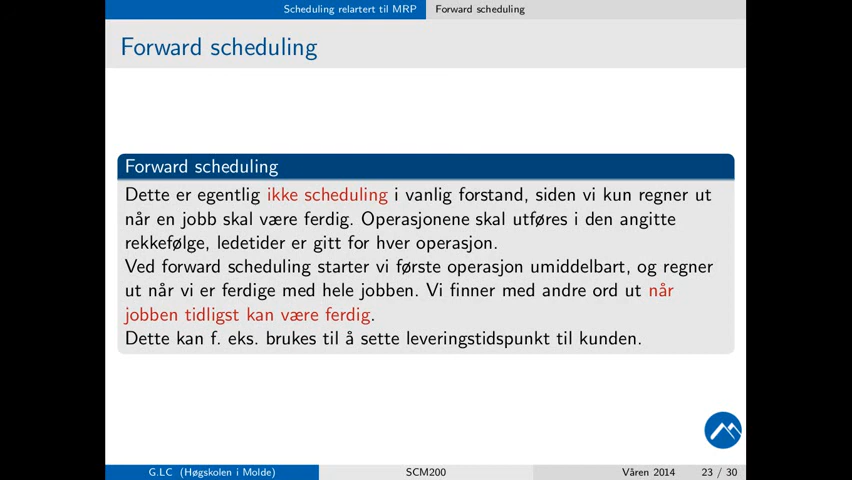 Scheduling relartert til MRP Forward scheduling
Forward scheduling
Forward scheduling
Dette er egentlig ikke scheduling i vanlig forstand, siden vi kun regner ut
når en jobb skal være ferdig. Operasjonene skal utføres i den angitte
rekkefølge, ledetider er gitt for hver operasjon.
Ved forward scheduling starter vi første operasjon umiddelbart, og regner
ut når vi er ferdige med hele jobben. Vi finner med andre ord ut når
jobben tidligst kan være ferdig.
Dette kan f. eks. brukes til å sette leveringstidspunkt til kunden.
G.LC (Høgskolen i Molde) SCM200 Våren 2014 23 / 30